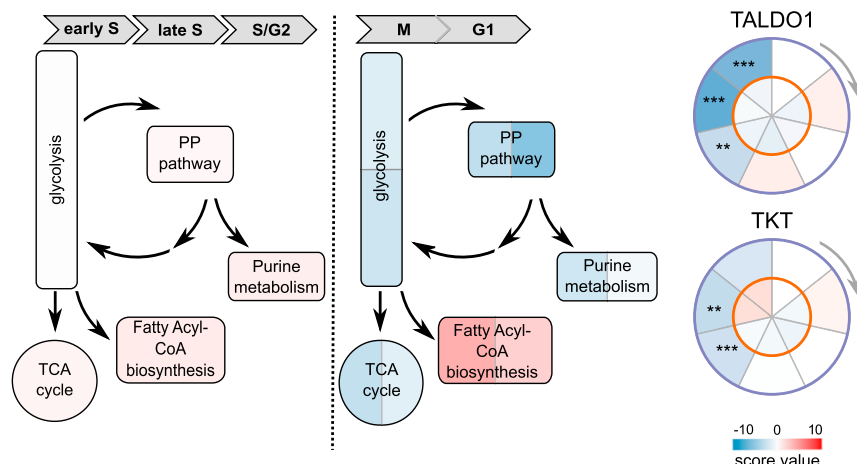 early S
late S
S/G2
glycolysis
PP
pathway
Purine
metabolism
Fatty Acyl-
CoA
biosynthesis
TCA
cycle
M
G1
glycolysis
PP
pathway
Purine
metabolism
Fatty Acyl-
CoA
biosynthesis
TCA
cycle
TALDO1
***
***
**
TKT
**
***
-10 0 10
score value